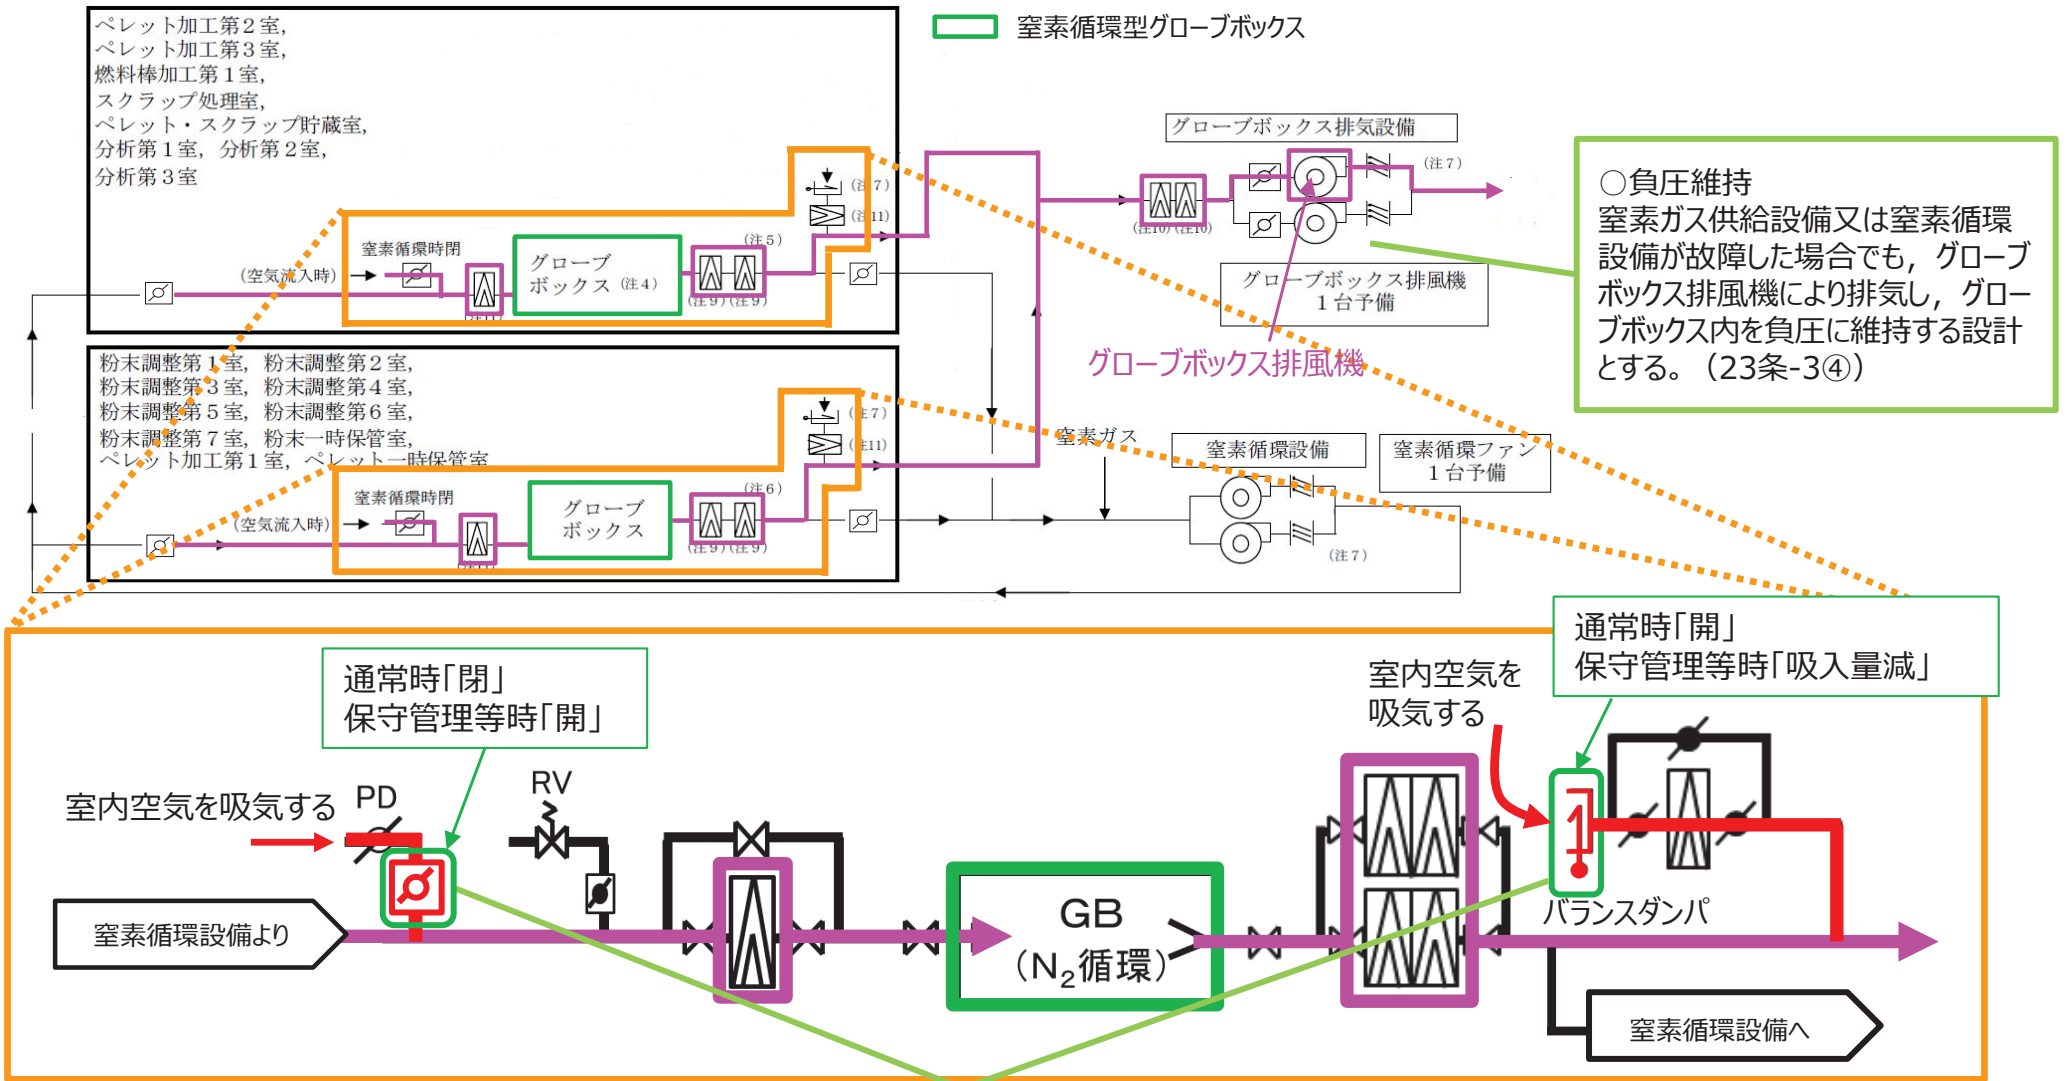 ペレット加工第２室，
ペレット加工第３室，
燃料棒加工第１室，
スクラップ処理室，
ペレット・スクラップ貯蔵室，
分析第１室，分析第２室，
分析第３室
窒素循環型グローブボックス
(注７)
(注11)
(注５)
窒素循環時閉
(空気流入時)
グローブ
ボックス (注４)
(注９)(注９)
グローブボックス排気設備
(注７)
(注10)(注10)
グローブボックス排風機
１台予備
グローブボックス排風機
○負圧維持
窒素ガス供給設備又は窒素循環
設備が故障した場合でも，グローブ
ボックス排風機により排気し，グロー
ブボックス内を負圧に維持する設計
とする。（23条-3④）
粉末調整第１室，粉末調整第２室，
粉末調整第３室，粉末調整第４室，
粉末調整第５室，粉末調整第６室，
粉末調整第７室，粉末一時保管室，
ペレット加工第１室，ペレット一時保管室
(注７)
(注11)
(注６)
窒素循環時閉
(空気流入時)
グローブ
ボックス
(注９)(注９)
窒素ガス
窒素循環設備
窒素循環ファン
１台予備
(注７)
通常時「閉」
保守管理等時「開」
通常時「開」
保守管理等時「吸入量減」
室内空気を
吸気する
室内空気を吸気する
PD
RV
窒素循環設備より
GB
（N₂循環）
バランスダンパ
窒素循環設備へ